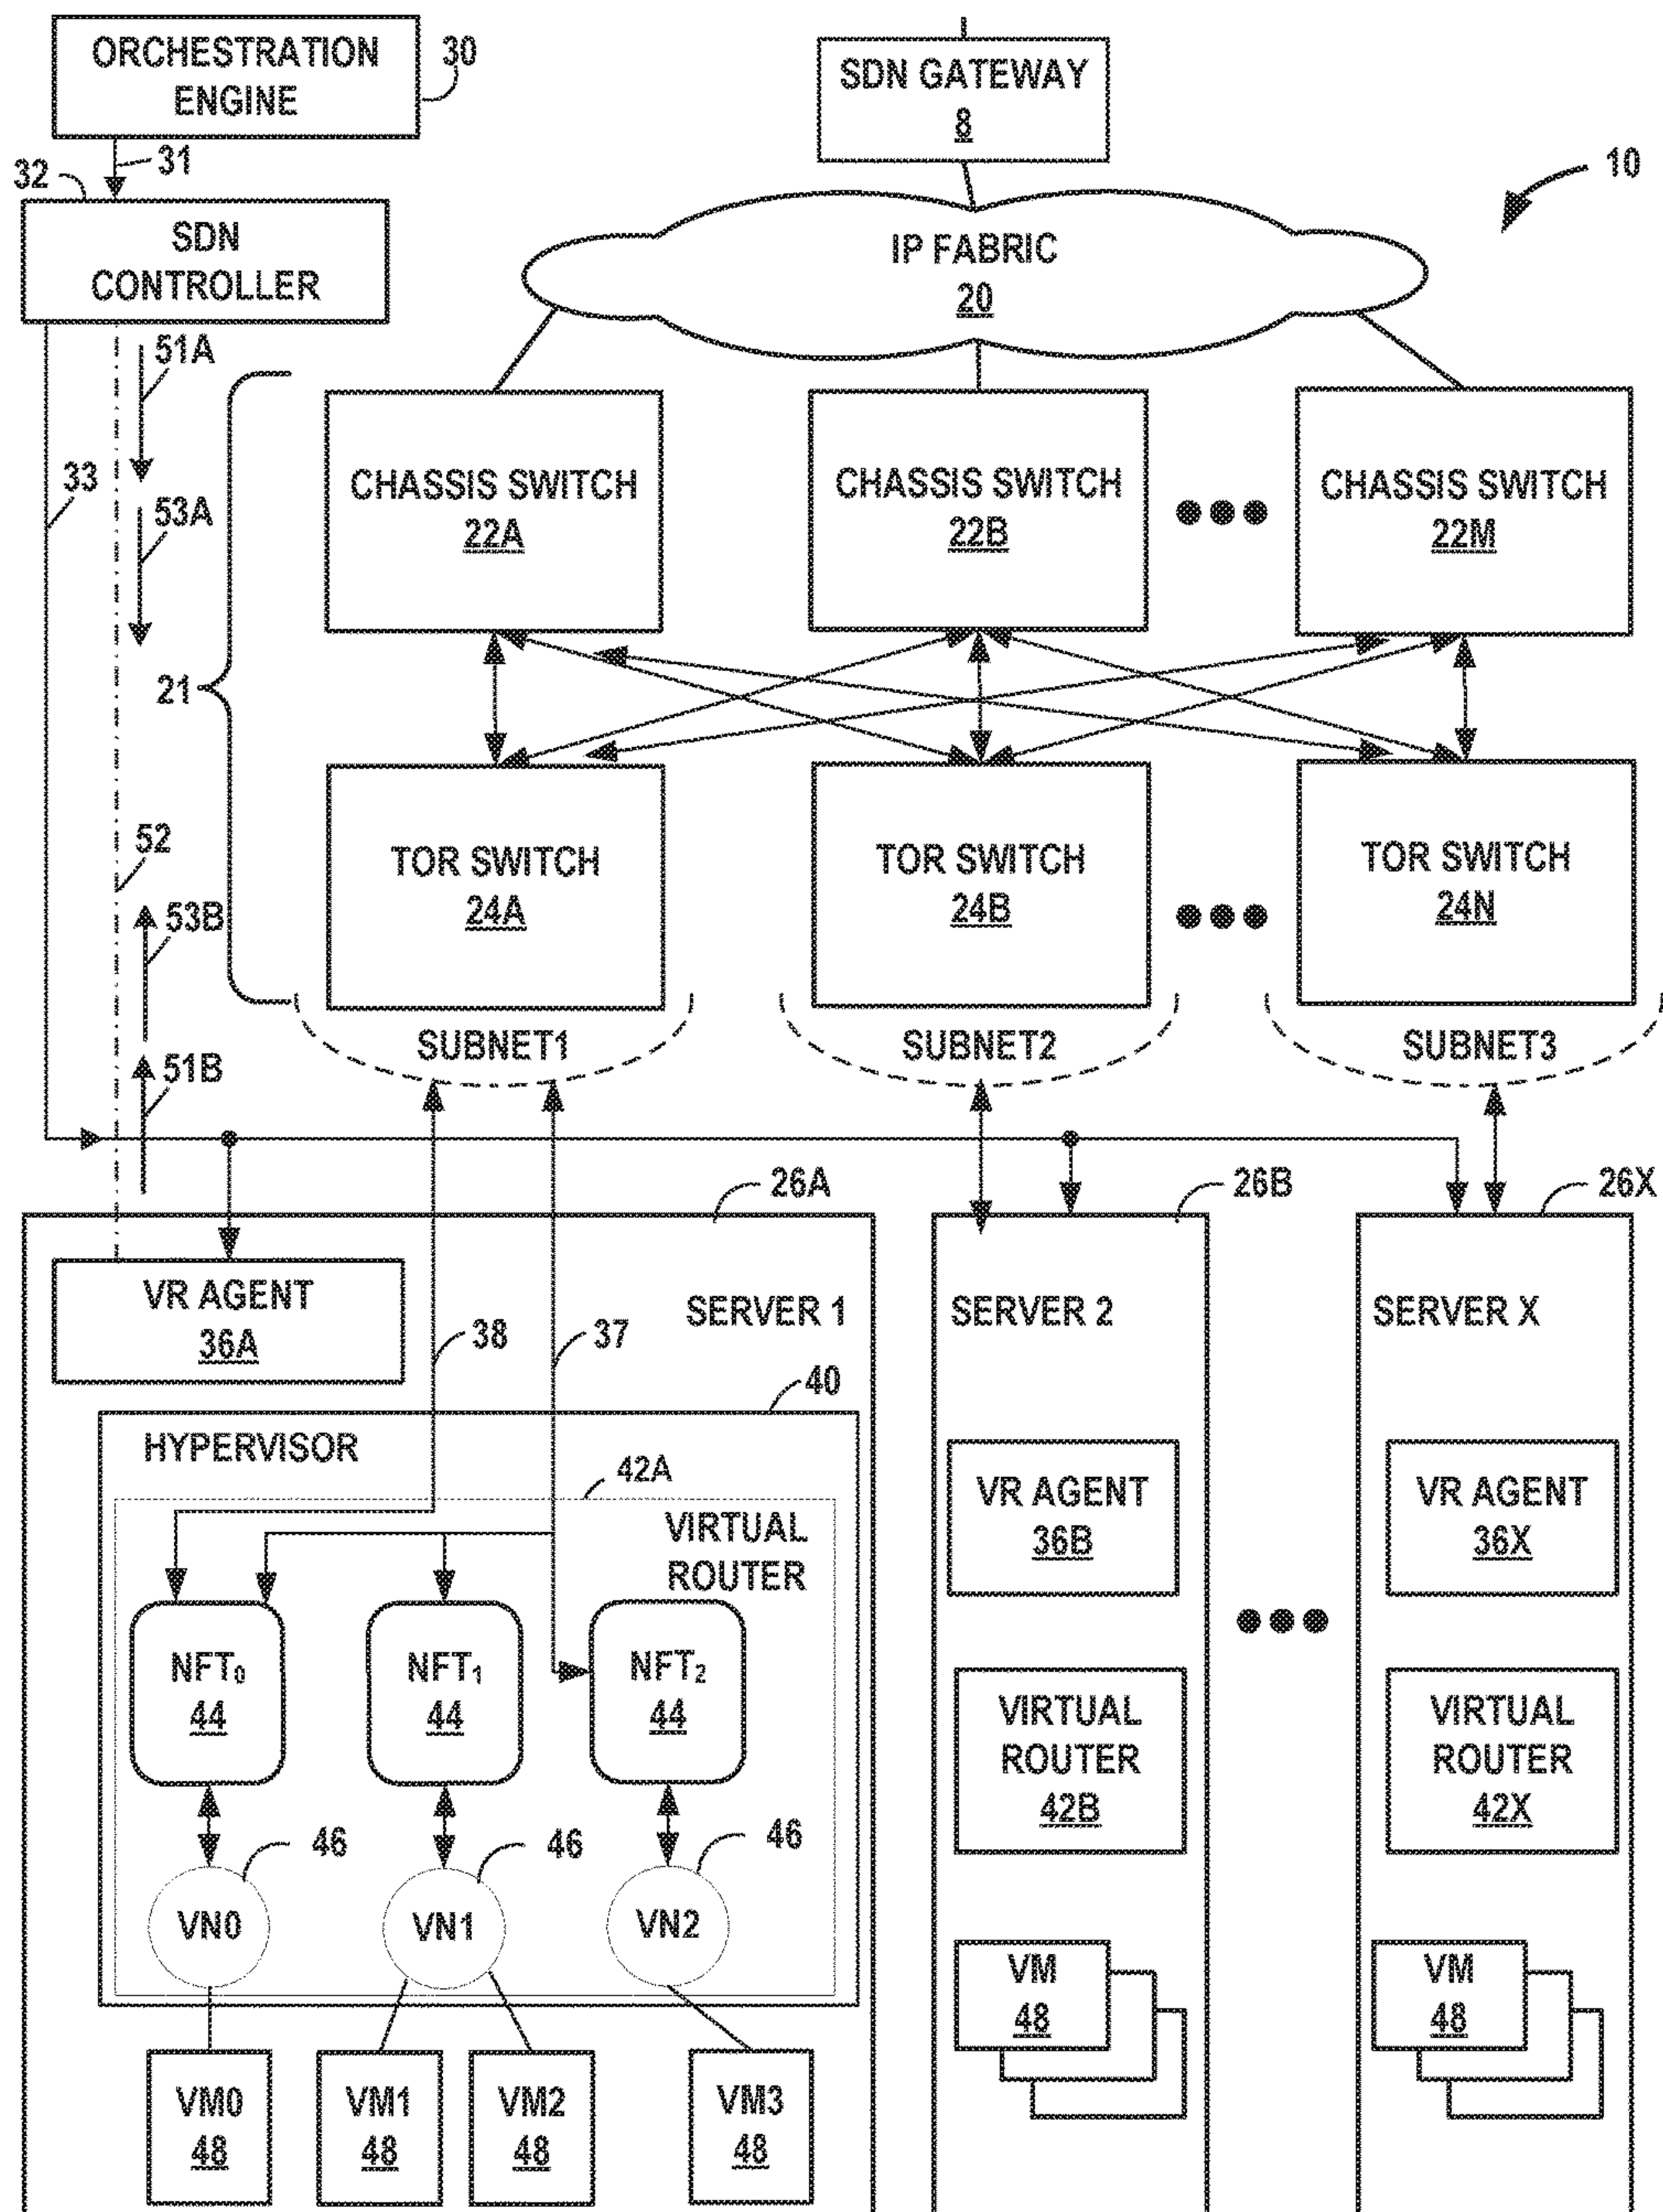 ORCHESTRATION
ENGINE
30
31
32
SDN
CONTROLLER
SDN GATEWAY
8
10
IP FABRIC
20
51A
33
53A
21
CHASSIS SWITCH
22A
CHASSIS SWITCH
22B
CHASSIS SWITCH
22M
52
53B
51B
TOR SWITCH
24A
TOR SWITCH
24B
TOR SWITCH
24N
SUBNET1
SUBNET2
SUBNET3
26A
26B
26X
VR AGENT
36A
SERVER 1
38
37
40
HYPERVISOR
42A
VIRTUAL
ROUTER
NFT₀
44
NFT₁
44
NFT₂
44
46
46
46
VN0
VN1
VN2
VM0
48
VM1
48
VM2
48
VM3
48
SERVER 2
VR AGENT
36B
VIRTUAL
ROUTER
42B
VM
48
SERVER X
VR AGENT
36X
VIRTUAL
ROUTER
42X
VM
48